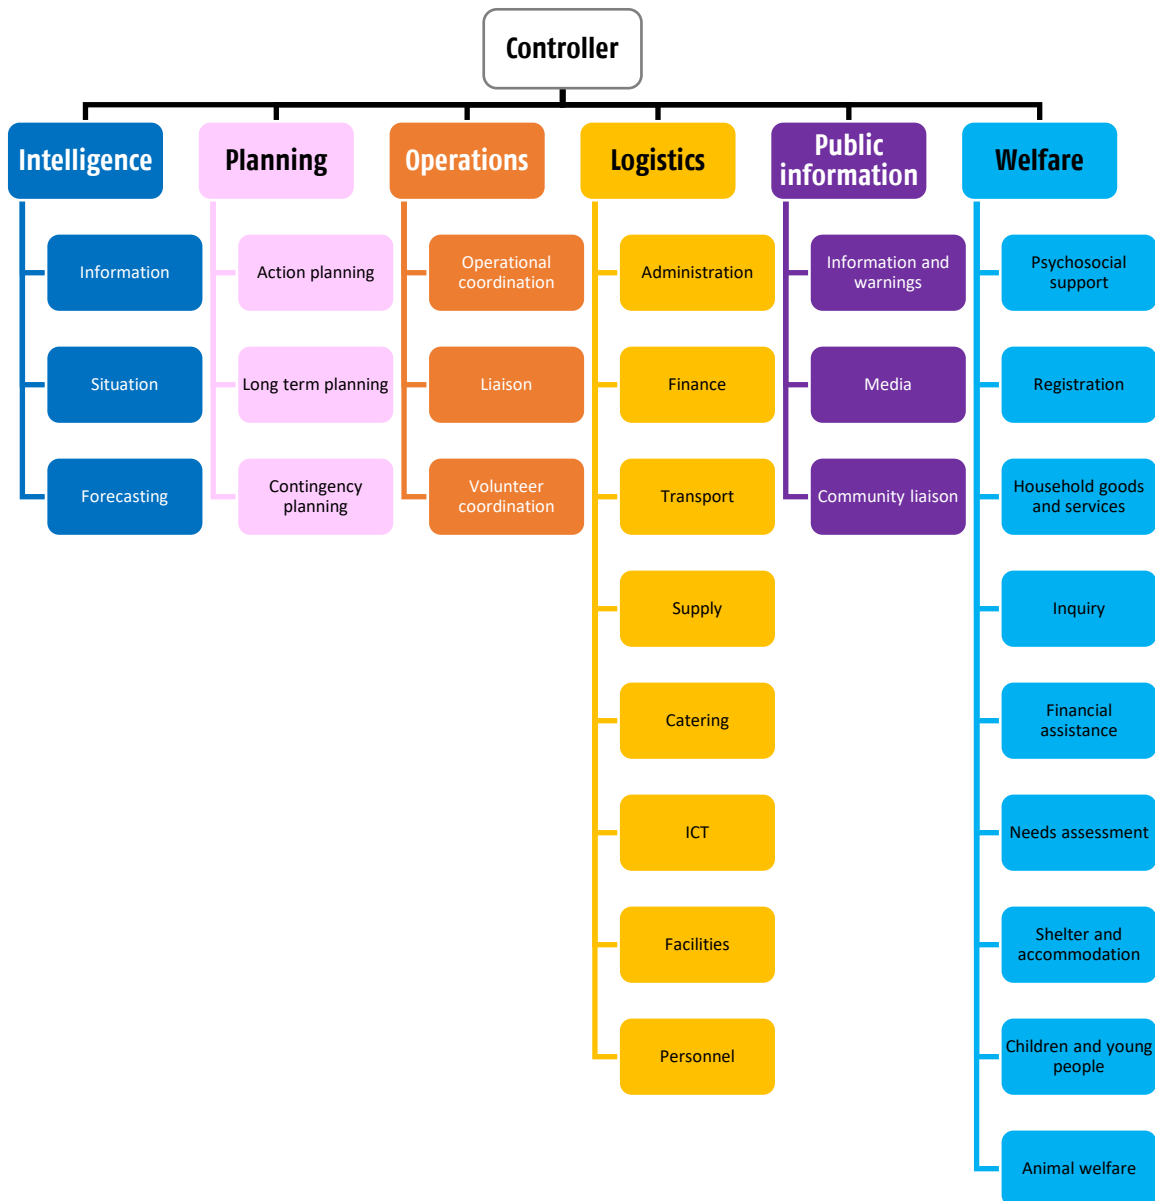 Controller
Intelligence
Planning
Operations
Logistics
Public
information
Welfare
Information
Situation
Forecasting
Action planning
Long term planning
Contingency
planning
Operational
coordination
Liaison
Volunteer
coordination
Administration
Finance
Transport
Supply
Catering
ICT
Facilities
Personnel
Information and
warnings
Media
Community liaison
Psychosocial
support
Registration
Household goods
and services
Inquiry
Financial
assistance
Needs assessment
Shelter and
accommodation
Children and young
people
Animal welfare